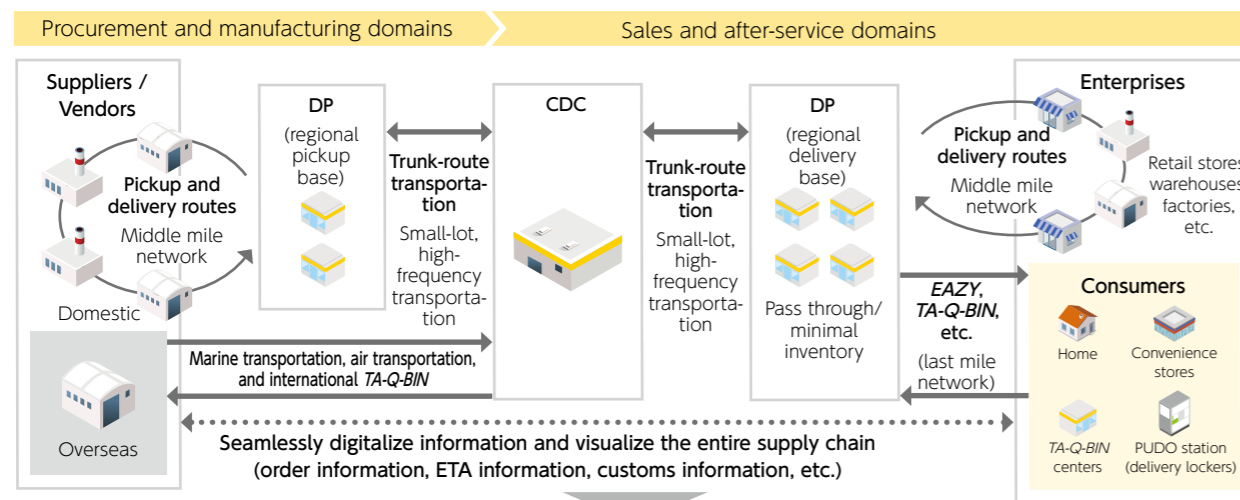 Procurement and manufacturing domains
Sales and after-service domains
Suppliers /
Vendors
Pickup and
delivery routes
Middle mile
network
Domestic
Overseas
DP
(regional
pickup
base)
Trunk-route
transporta-
tion
Small-lot,
high-
frequency
transporta-
tion
Marine transportation, air transportation,
and international TA-Q-BIN
CDC
Trunk-route
transporta-
tion
Small-lot,
high-
frequency
transporta-
tion
DP
(regional
delivery
base)
Pass through/
minimal
inventory
Enterprises
Pickup and
delivery routes
Middle mile
network
Retail stores,
warehouses,
factories,
etc.
EAZY,
TA-Q-BIN,
etc.
(last mile
network)
Consumers
Home
Convenience
stores
TA-Q-BIN
centers
PUDO station
(delivery lockers)
Seamlessly digitalize information and visualize the entire supply chain
(order information, ETA information, customs information, etc.)